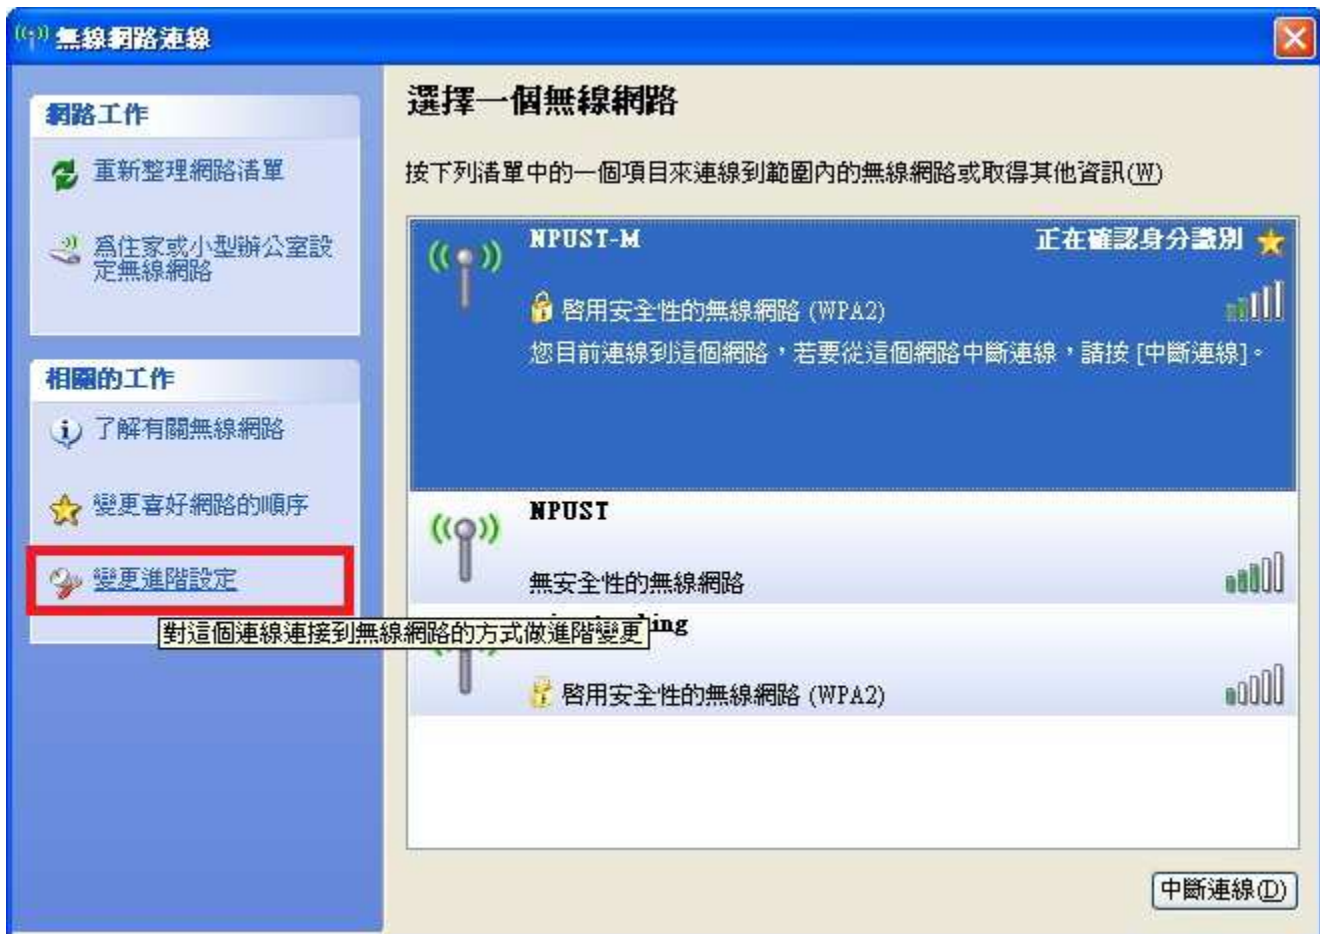 無線網路連線
網路工作
重新整理網路清單
為住家或小型辦公室設
定無線網路
相關的工作
了解有關無線網路
變更喜好網路的順序
變更進階設定
對這個連線連接到無線網路的方式做進階變更
選擇一個無線網路
按下列清單中的一個項目來連線到範圍內的無線網路或取得其他資訊(W)
NPUST-M 正在確認身分識別
啟用安全性的無線網路 (WPA2)
您目前連線到這個網路，若要從這個網路中斷連線，請按 [中斷連線]。
NPUST
無安全性的無線網路
啟用安全性的無線網路 (WPA2)
中斷連線(D)